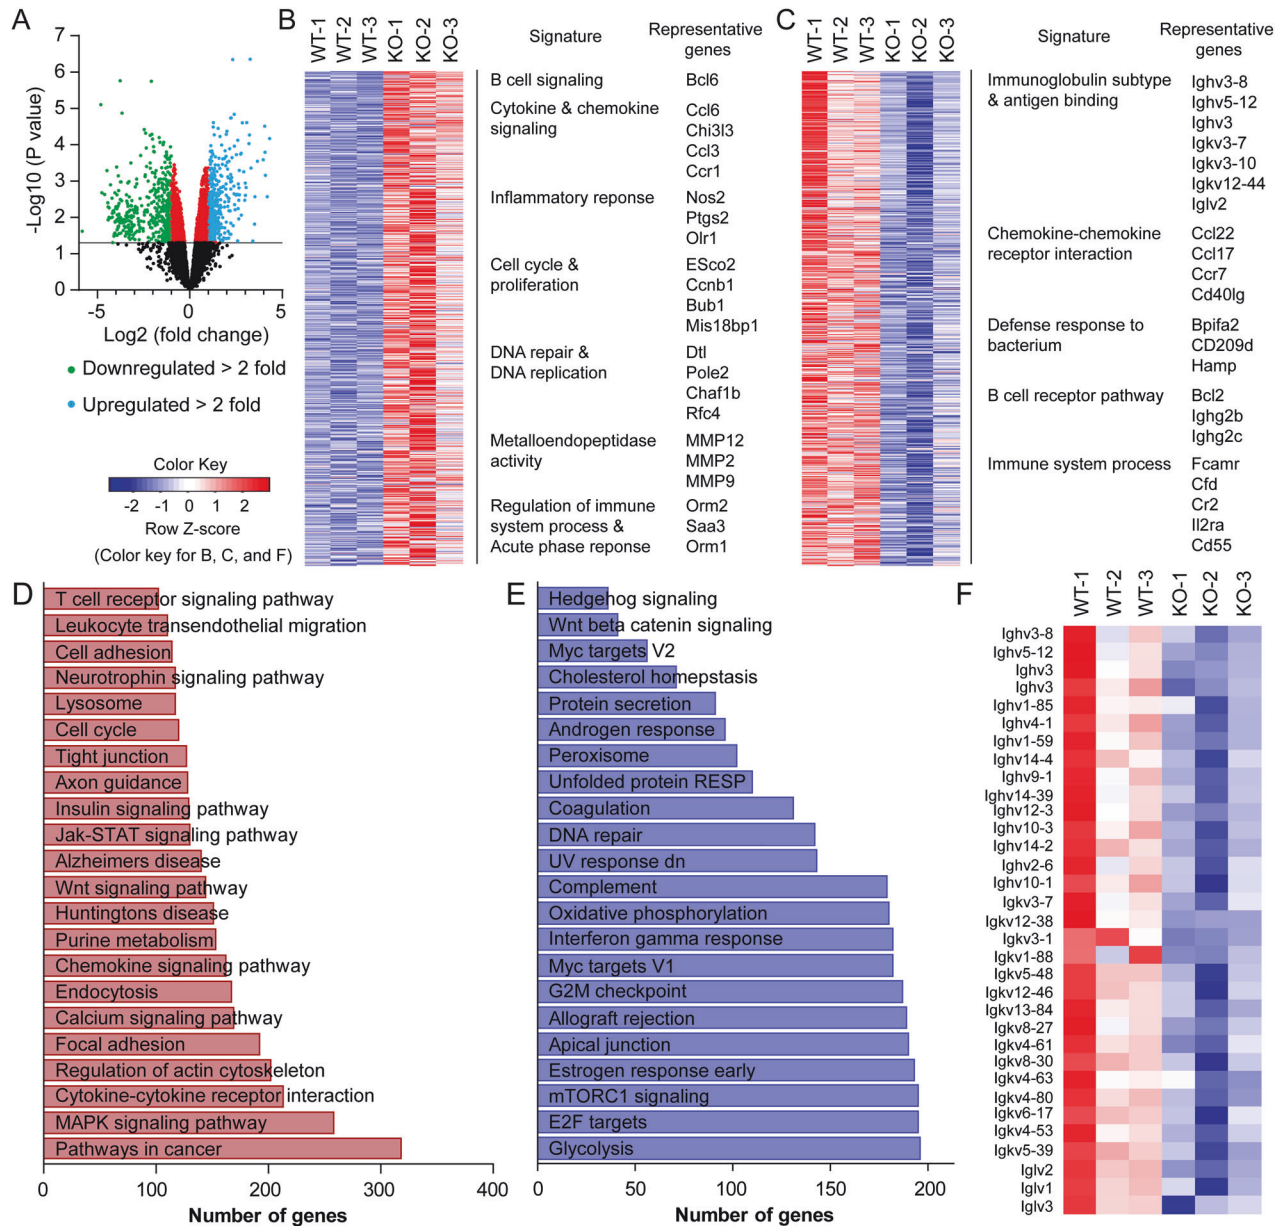 A
7
6
5
4
3
2
1
0
-Log10 (P value)
-5
0
5
Log2 (fold change)
Downregulated > 2 fold
Upregulated > 2 fold
Color Key
-2
-1
0
1
2
Row Z-score
(Color key for B, C, and F)
B
WT-1
WT-2
WT-3
KO-1
KO-2
KO-3
Signature
Representative
genes
B cell signaling
Bcl6
Cytokine & chemokine
signaling
Ccl6
Chi3l3
Ccl3
Ccr1
Inflammatory reponse
Nos2
Ptgs2
Olr1
Cell cycle &
proliferation
ESco2
Ccnb1
Bub1
Mis18bp1
DNA repair &
DNA replication
Dtl
Pole2
Chaf1b
Rfc4
Metalloendopeptidase
activity
MMP12
MMP2
MMP9
Regulation of immune
system process &
Acute phase reponse
Orm2
Saa3
Orm1
C
WT-1
WT-2
WT-3
KO-1
KO-2
KO-3
Signature
Representative
genes
Immunoglobulin subtype
& antigen binding
Ighv3-8
Ighv5-12
Ighv3
Igkv3-7
Igkv3-10
Igkv12-44
Iglv2
Chemokine-chemokine
receptor interaction
Ccl22
Ccl17
Ccr7
Cd40lg
Defense response to
bacterium
Bpifa2
CD209d
Hamp
B cell receptor pathway
Bcl2
Ighg2b
Ighg2c
Immune system process
Fcamr
Cfd
Cr2
Il2ra
Cd55
D
T cell receptor signaling pathway
Leukocyte transendothelial migration
Cell adhesion
Neurotrophin signaling pathway
Lysosome
Cell cycle
Tight junction
Axon guidance
Insulin signaling pathway
Jak-STAT signaling pathway
Alzheimers disease
Wnt signaling pathway
Huntingtons disease
Purine metabolism
Chemokine signaling pathway
Endocytosis
Calcium signaling pathway
Focal adhesion
Regulation of actin cytoskeleton
Cytokine-cytokine receptor interaction
MAPK signaling pathway
Pathways in cancer
0
100
200
300
400
Number of genes
E
Hedgehog signaling
Wnt beta catenin signaling
Myc targets V2
Cholesterol homepstasis
Protein secretion
Androgen response
Peroxisome
Unfolded protein RESP
Coagulation
DNA repair
UV response dn
Complement
Oxidative phosphorylation
Interferon gamma response
Myc targets V1
G2M checkpoint
Allograft rejection
Apical junction
Estrogen response early
mTORC1 signaling
E2F targets
Glycolysis
0
50
100
150
200
Number of genes
F
WT-1
WT-2
WT-3
KO-1
KO-2
KO-3
Ighv3-8
Ighv5-12
Ighv3
Ighv3
Ighv1-85
Ighv4-1
Ighv1-59
Ighv14-4
Ighv9-1
Ighv14-39
Ighv12-3
Ighv10-3
Ighv14-2
Ighv2-6
Ighv10-1
Igkv3-7
Igkv12-38
Igkv3-1
Igkv1-88
Igkv5-48
Igkv12-46
Igkv13-84
Igkv8-27
Igkv4-61
Igkv8-30
Igkv4-63
Igkv4-80
Igkv6-17
Igkv4-53
Igkv5-39
Iglv2
Iglv1
Iglv3